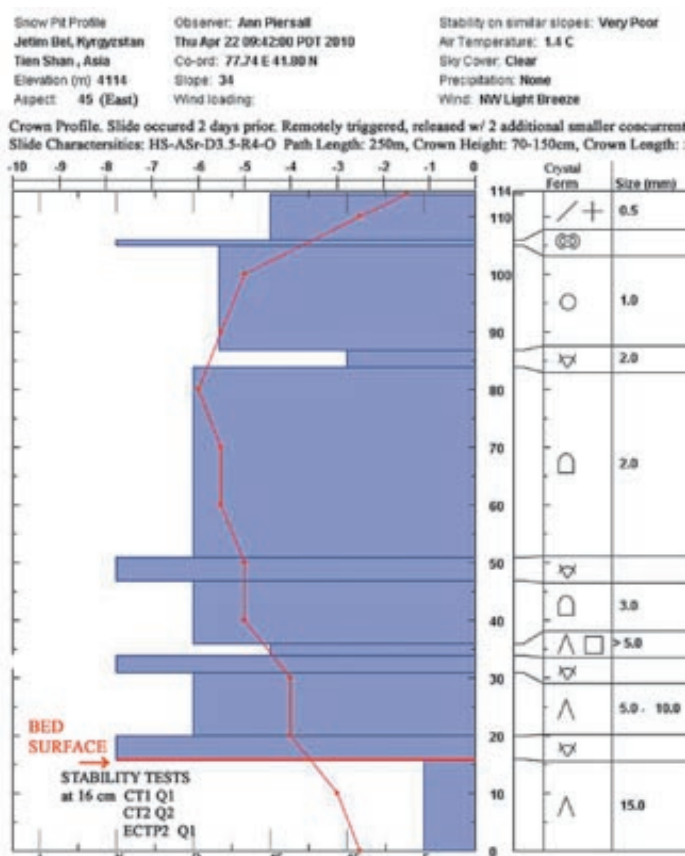 Snow Pit Profile
Observer: Ann Piersall
Stability on similar slopes: Very Poor
Jetim Bel, Kyrgyzstan
Thu Apr 22 09:42:00 PDT 2010
Air Temperature: 1.4 C
Tien Shan , Asia
Co-ord: 77.74 E 41.80 N
Sky Cover: Clear
Elevation (m) 4114
Slope: 34
Precipitation: None
Aspect: 45 (East)
Wind loading:
Wind: NW Light Breeze
Crown Profile. Slide occured 2 days prior. Remotely triggered, released w/ 2 additional smaller concurrent
Slide Charactersitics: HS-ASr-D3.5-R4-O Path Length: 250m, Crown Height: 70-150cm, Crown Length:
-10 -9 -8 -7 -6 -5 -4 -3 -2 -1 0
Crystal
Form
Size (mm)
114
110
0.5
100
1.0
90
2.0
80
70
2.0
60
50
40
3.0
>5.0
30
5.0 - 10.0
20
BED
SURFACE
STABILITY TESTS
at 16 cm CT1 Q1
CT2 Q2
ECTP2 Q1
10
15.0
0